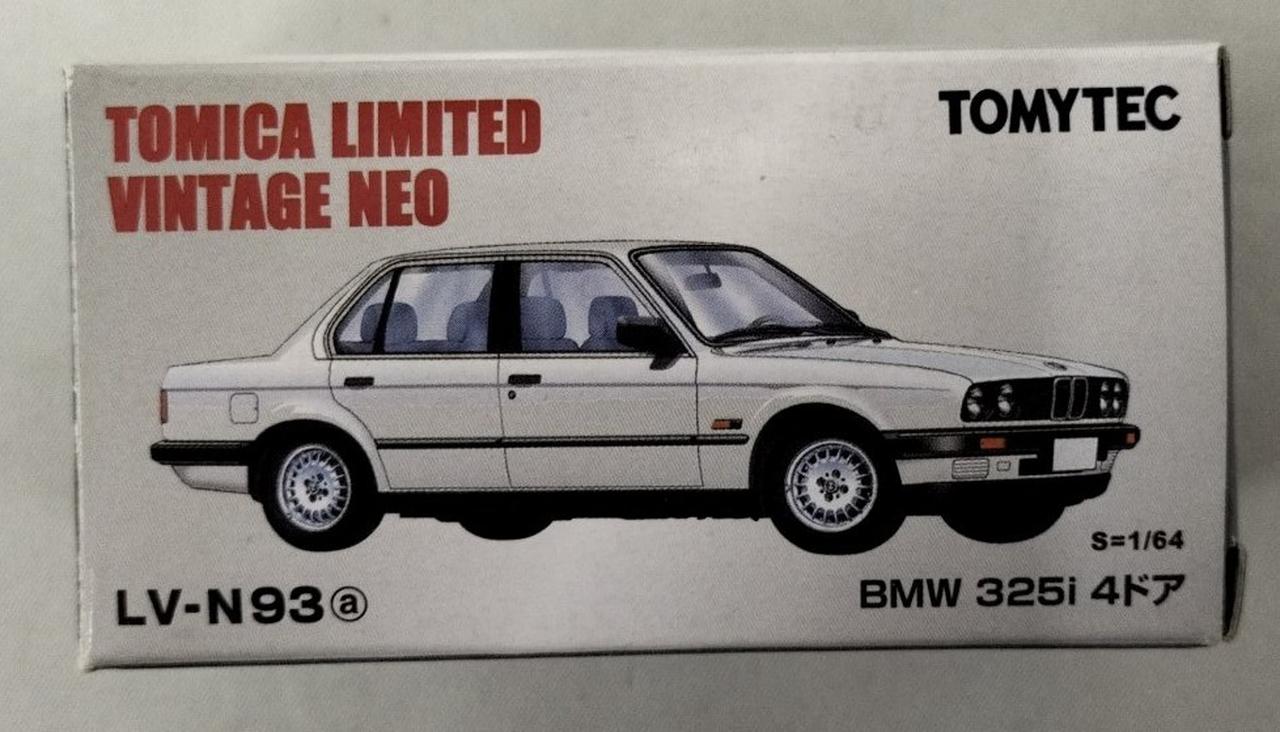 TOMICA LIMITED
VINTAGE NEO
TOMYTEC
S=1/64
LV-N93ⓐ
BMW 325i 4ドア